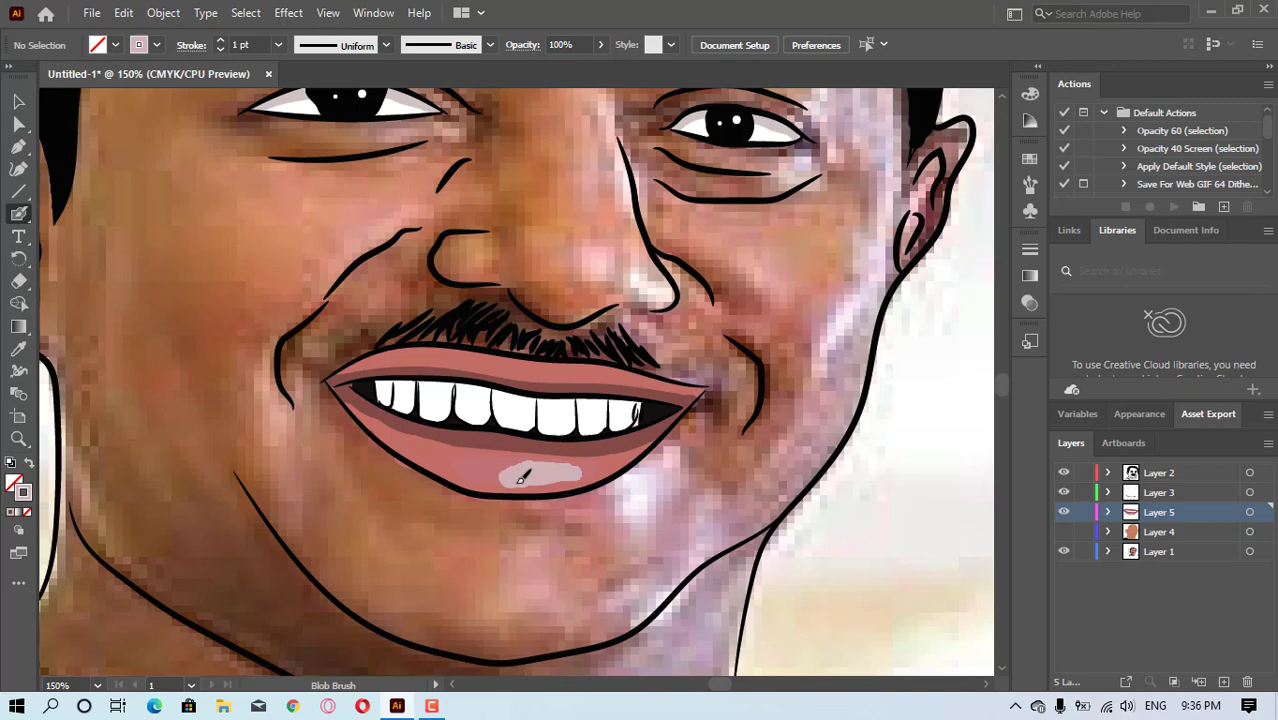 Ai
File Edit Object Type Select Effect View Window Help
Search Adobe Help
No Selection Stroke: 1 pt Uniform Basic Opacity: 100% Style: Document Setup Preferences
Untitled-1* @ 150% (CMYK/CPU Preview)
Actions
Default Actions
Opacity 60 (selection)
Opacity 40 Screen (selection)
Apply Default Style (selection)
Save For Web GIF 64 Dithe...
Links Libraries Document Info
Search all libraries
To use Creative Cloud libraries, you need
Variables Appearance Asset Export
Layers Artboards
Layer 2
Layer 3
Layer 5
Layer 4
Layer 1
150% 1 Blob Brush
5 La...
Ai C ENG 9:36 PM